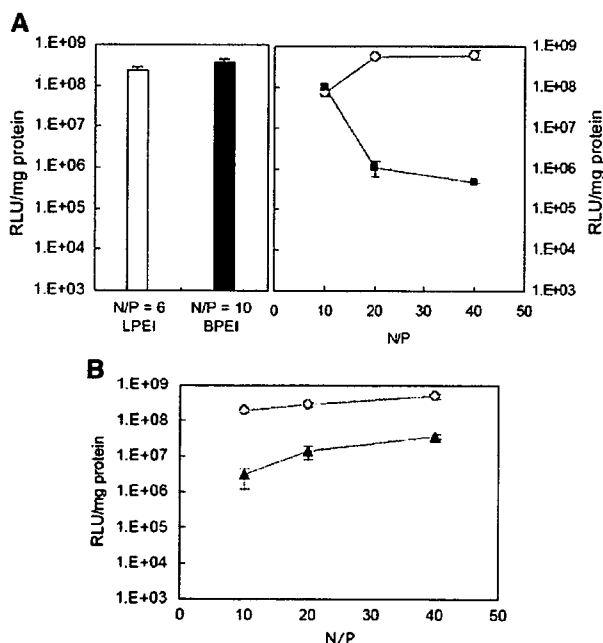 A
RLU/mg protein
1.E+09
1.E+08
1.E+07
1.E+06
1.E+05
1.E+04
1.E+03
N/P = 6
LPEI
N/P = 10
BPEI
1.E+09
1.E+08
1.E+07
1.E+06
1.E+05
1.E+04
1.E+03
RLU/mg protein
0 10 20 30 40 50
N/P
B
RLU/mg protein
1.E+09
1.E+08
1.E+07
1.E+06
1.E+05
1.E+04
1.E+03
0 10 20 30 40 50
N/P